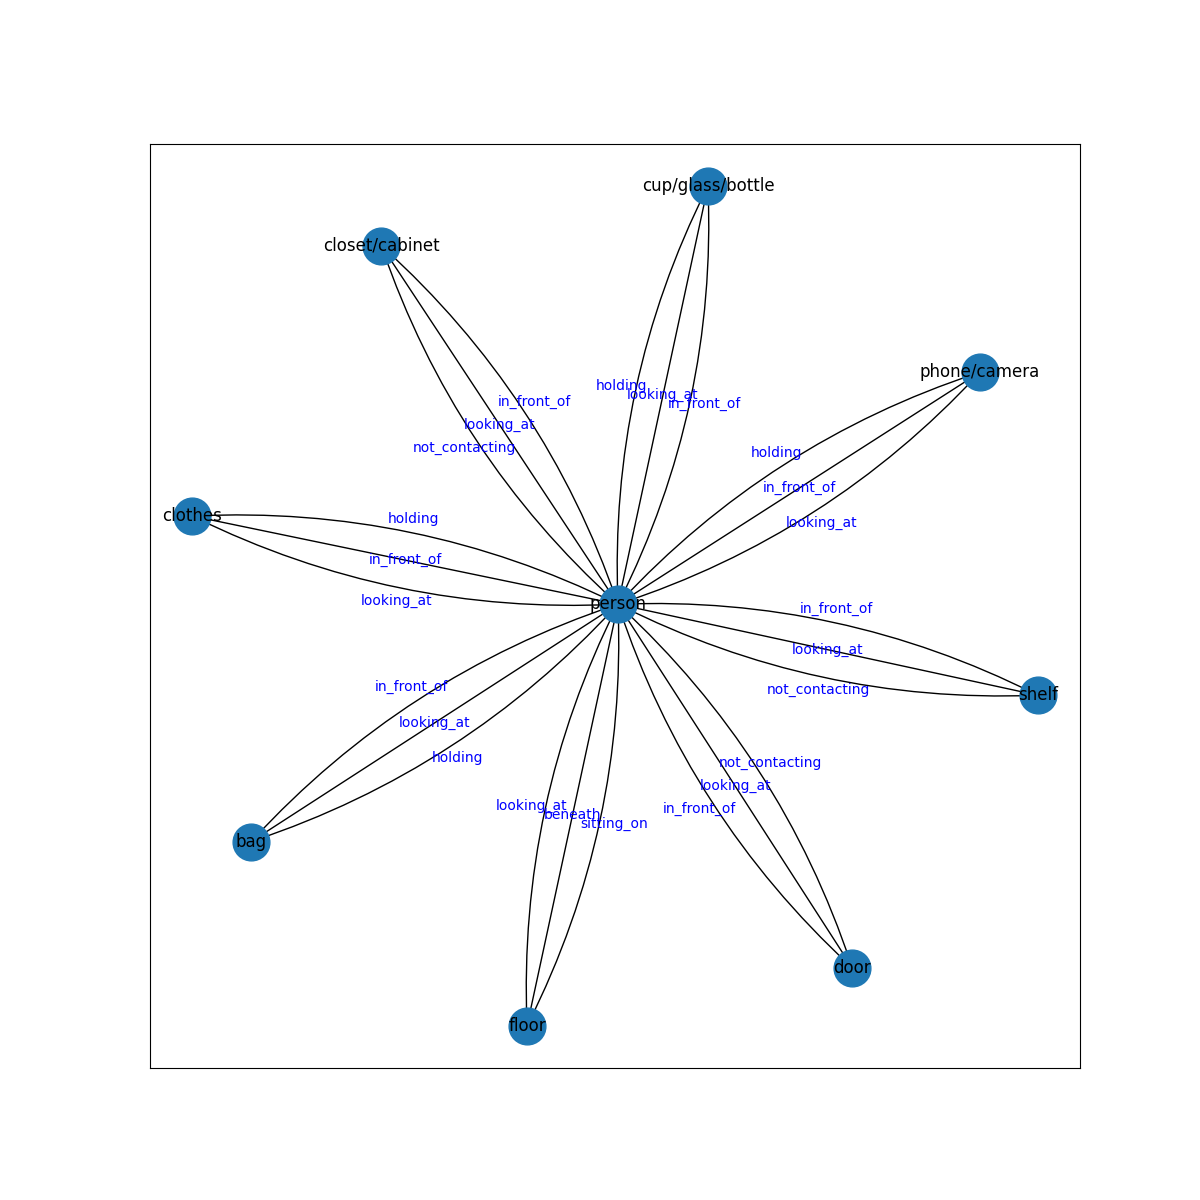 cup/glass/bottle
closet/cabinet
phone/camera
holding
looking_at
in_front_of
in_front_of
looking_at
not_contacting
holding
in_front_of
looking_at
clothes
holding
in_front_of
looking_at
person
in_front_of
looking_at
not_contacting
shelf
in_front_of
looking_at
holding
not_contacting
looking_at
in_front_of
looking_at
beneath
sitting_on
bag
door
floor